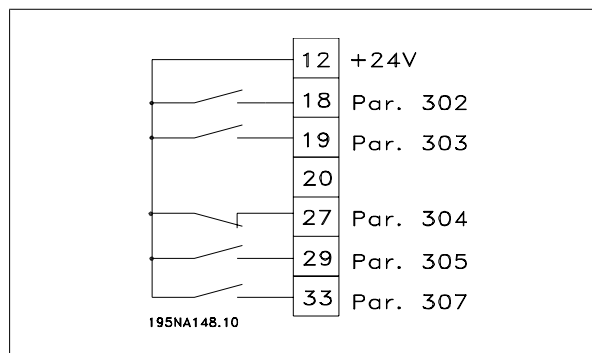 12 +24V
18 Par. 302
19 Par. 303
20
27 Par. 304
29 Par. 305
33 Par. 307
195NA148.10